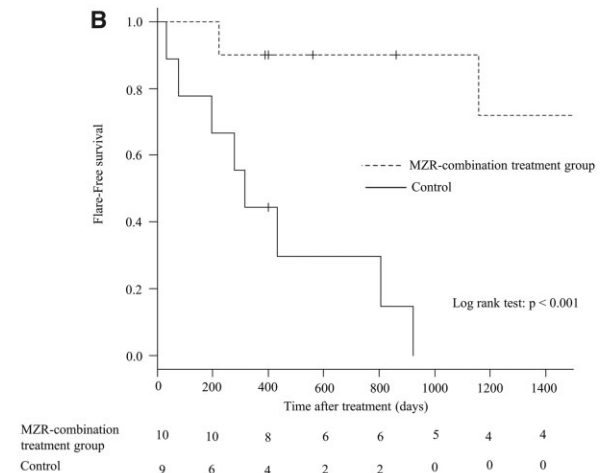 B
1.0
0.8
0.6
0.4
0.2
0.0
Flare-Free survival
MZR-combination treatment group
Control
Log rank test: p < 0.001
0 200 400 600 800 1000 1200 1400
Time after treatment (days)
MZR-combination
treatment group 10 10 8 6 6 5 4 4
Control 9 6 4 2 2 0 0 0